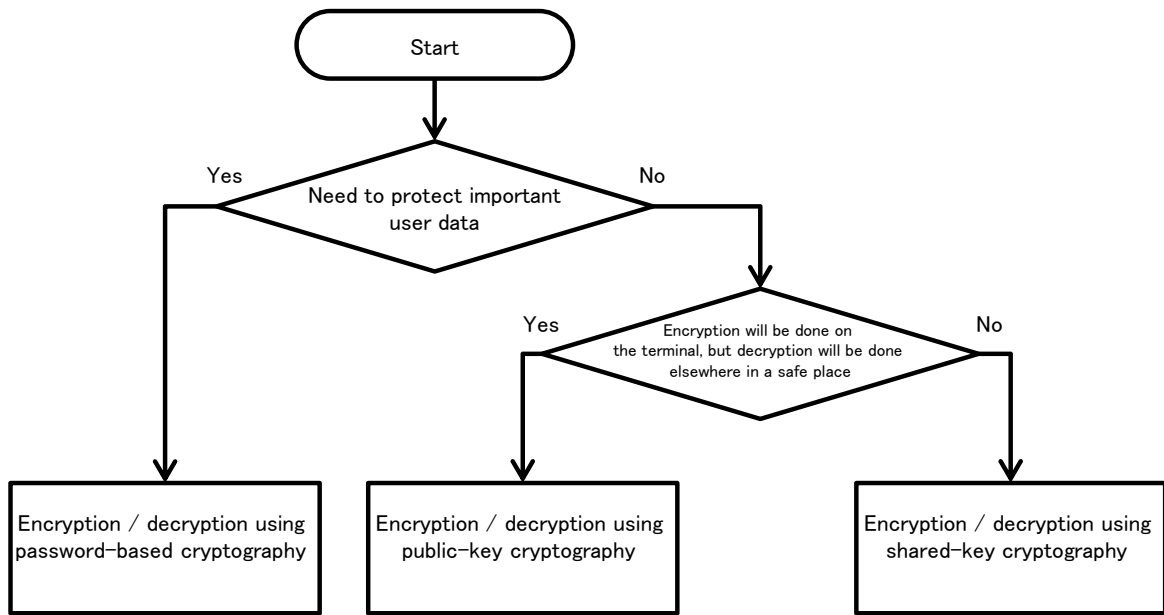 Start
Yes
No
Need to protect important
user data
Yes
No
Encryption will be done on
the terminal, but decryption will be done
elsewhere in a safe place
Encryption / decryption using
password-based cryptography
Encryption / decryption using
public-key cryptography
Encryption / decryption using
shared-key cryptography